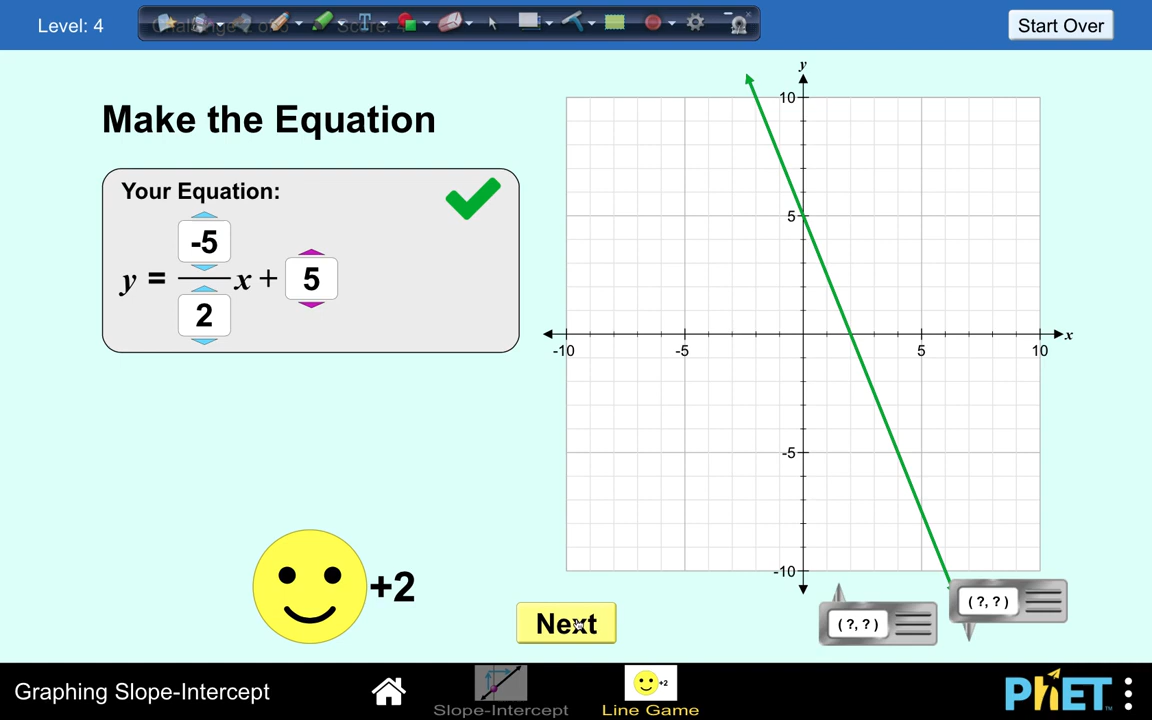 Level: 4
Start Over
Make the Equation
Your Equation:
y = -5/2 x + 5
+2
Next
y
10
5
-5
-10
-10
-5
5
10
x
( ?, ? )
( ?, ? )
Graphing Slope-Intercept
Slope-Intercept
+2
Line Game
PhET